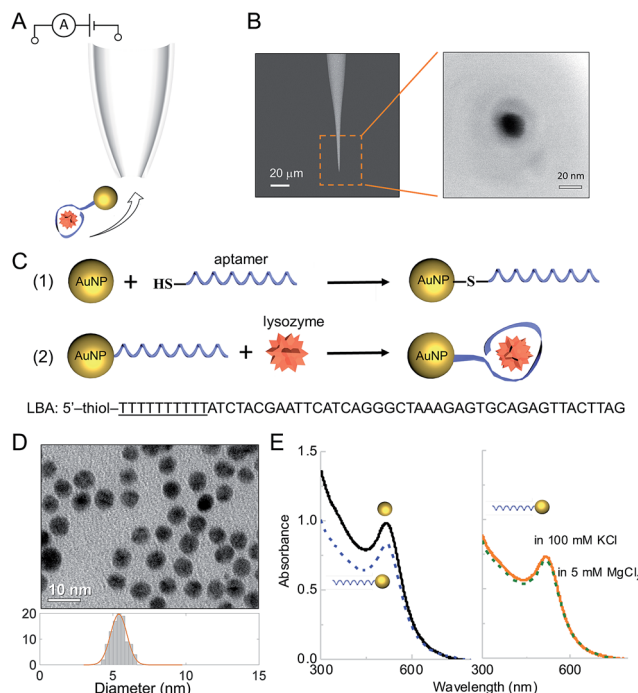 A
A
B
20 μm
20 nm
C
(1)
AuNP
+
HS
aptamer
AuNP
S
(2)
AuNP
+
lysozyme
AuNP
LBA: 5'–thiol–TTTTTTTTTTATCTACGAATTCATCAGGGCTAAAGAGTGCAGAGTTACTTAG
D
10 nm
20
10
0
0 5 10 15
Diameter (nm)
E
1.5
1.0
0.5
0.0
Absorbance
300 600
in 100 mM KCl
in 5 mM MgCl
300 600
Wavelength (nm)